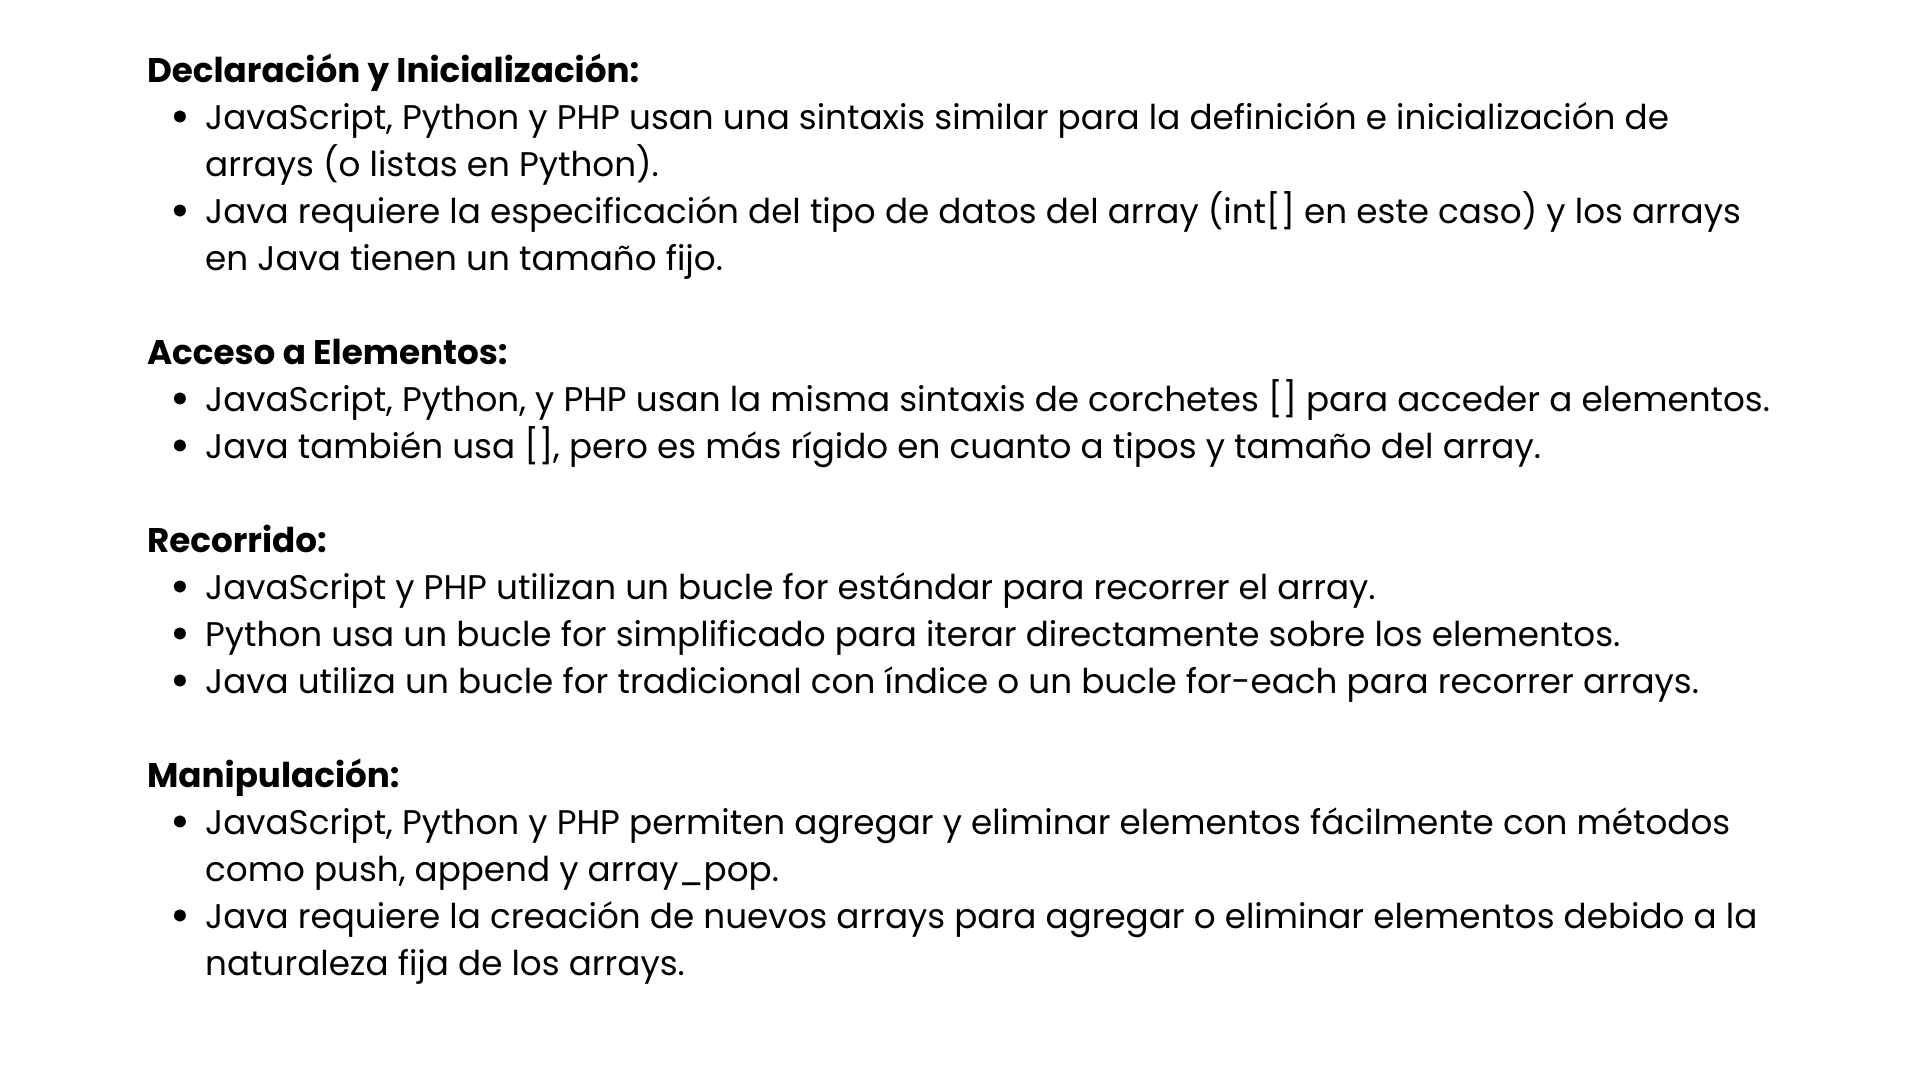 Declaración y Inicialización:
• JavaScript, Python y PHP usan una sintaxis similar para la definición e inicialización de
arrays (o listas en Python).
• Java requiere la especificación del tipo de datos del array (int[] en este caso) y los arrays
en Java tienen un tamaño fijo.
Acceso a Elementos:
• JavaScript, Python, y PHP usan la misma sintaxis de corchetes [] para acceder a elementos.
• Java también usa [], pero es más rígido en cuanto a tipos y tamaño del array.
Recorrido:
• JavaScript y PHP utilizan un bucle for estándar para recorrer el array.
• Python usa un bucle for simplificado para iterar directamente sobre los elementos.
• Java utiliza un bucle for tradicional con índice o un bucle for-each para recorrer arrays.
Manipulación:
• JavaScript, Python y PHP permiten agregar y eliminar elementos fácilmente con métodos
como push, append y array_pop.
• Java requiere la creación de nuevos arrays para agregar o eliminar elementos debido a la
naturaleza fija de los arrays.